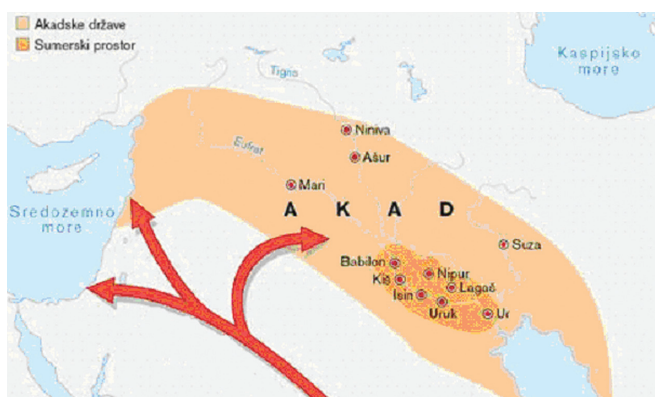 Akadske države
Sumerski prostor
Kaspijsko
more
Tigris
Niniva
Eufrat
Ašur
Mari
A K A D
Sredozemno
more
Suza
Babilon
Nipur
Kiš
Lagaš
Isin
Uruk
Ur